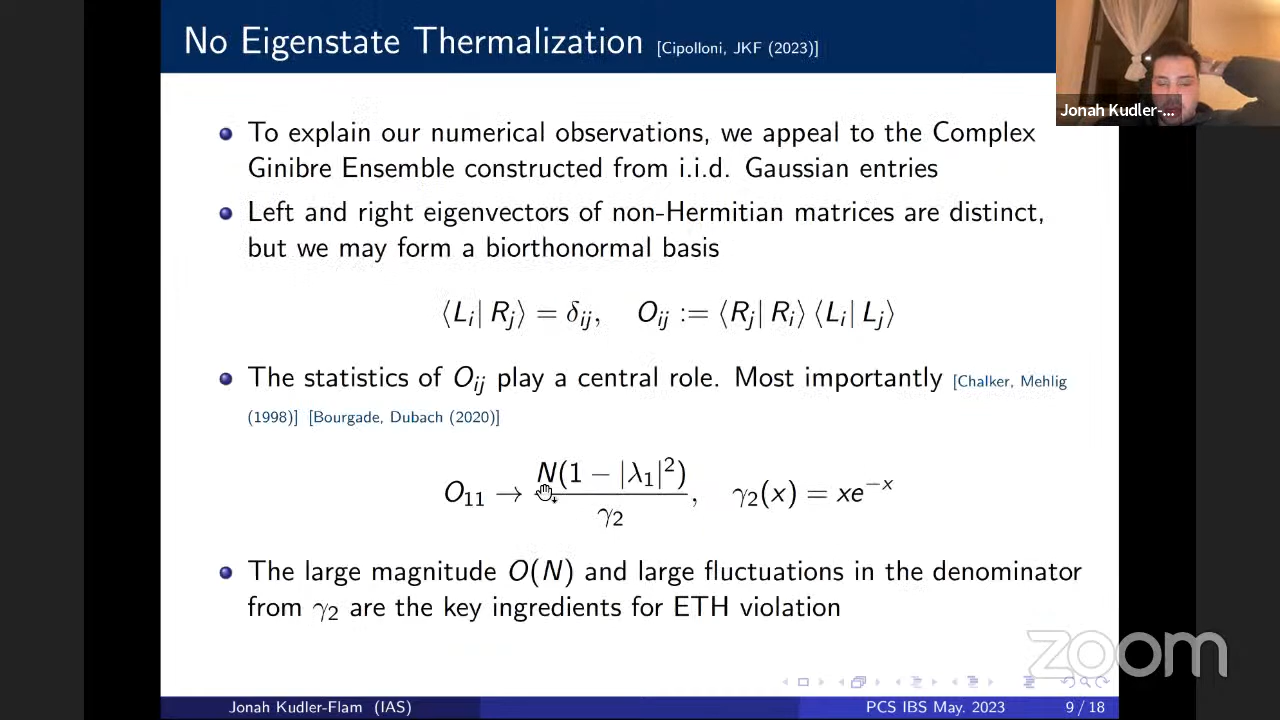 No Eigenstate Thermalization [Cipolloni, JKF (2023)]
Jonah Kudler-...
To explain our numerical observations, we appeal to the Complex
Ginibre Ensemble constructed from i.i.d. Gaussian entries
Left and right eigenvectors of non-Hermitian matrices are distinct,
but we may form a biorthonormal basis
⟨L_i| R_j⟩ = δ_ij, O_ij := ⟨R_j| R_i⟩ ⟨L_i| L_j⟩
The statistics of O_ij play a central role. Most importantly [Chalker, Mehlig
(1998)] [Bourgade, Dubach (2020)]
O_11 → N(1 − |λ_1|^2) / γ_2, γ_2(x) = xe^{−x}
The large magnitude O(N) and large fluctuations in the denominator
from γ_2 are the key ingredients for ETH violation
zoom
Jonah Kudler-Flam (IAS) PCS IBS May. 2023 9 / 18